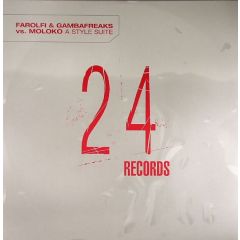 FAROLFI & GAMBAFREAKS
vs. MOLOKO A STYLE SUITE
24
RECORDS